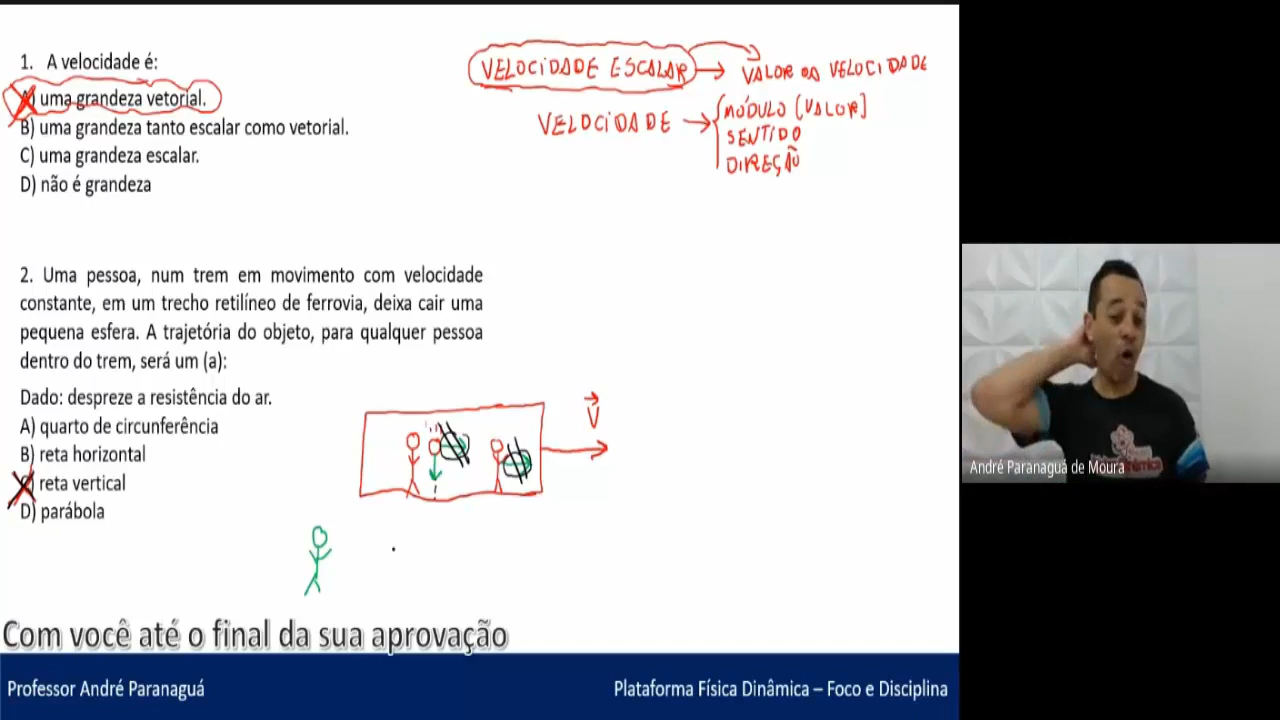 1. A velocidade é:
A) uma grandeza vetorial.
B) uma grandeza tanto escalar como vetorial.
C) uma grandeza escalar.
D) não é grandeza
VELOCIDADE ESCALAR → VALOR DA VELOCIDADE
VELOCIDADE → { MÓDULO (VALOR)
SENTIDO
DIREÇÃO
2. Uma pessoa, num trem em movimento com velocidade
constante, em um trecho retilíneo de ferrovia, deixa cair uma
pequena esfera. A trajetória do objeto, para qualquer pessoa
dentro do trem, será um (a):
Dado: despreze a resistência do ar.
A) quarto de circunferência
B) reta horizontal
C) reta vertical
D) parábola
V
André Paranaguá de Moura
Com você até o final da sua aprovação
Professor André Paranaguá
Plataforma Física Dinâmica – Foco e Disciplina